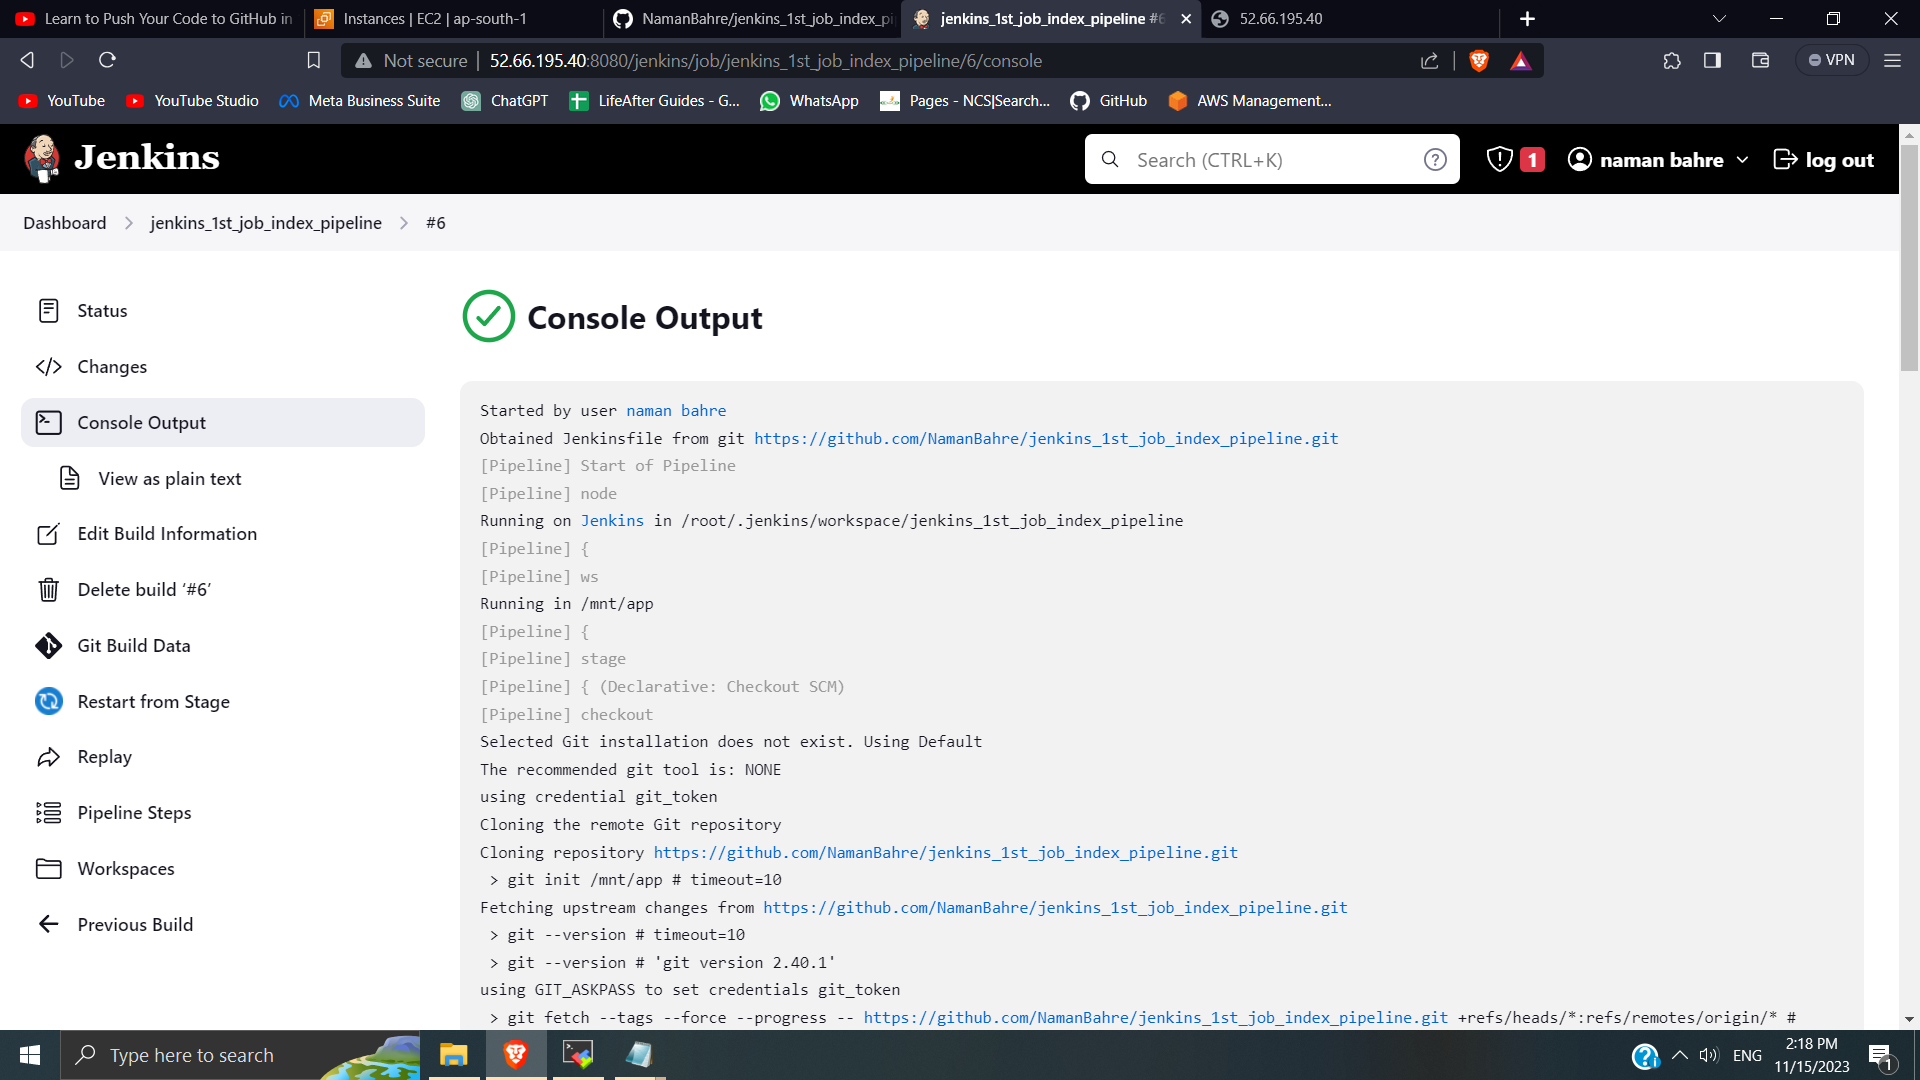 Learn to Push Your Code to GitHub in
Instances | EC2 | ap-south-1
NamanBahre/jenkins_1st_job_index_pi
jenkins_1st_job_index_pipeline #6
52.66.195.40
Not secure
52.66.195.40:8080/jenkins/job/jenkins_1st_job_index_pipeline/6/console
VPN
YouTube
YouTube Studio
Meta Business Suite
ChatGPT
LifeAfter Guides - G...
WhatsApp
Pages - NCS|Search...
GitHub
AWS Management...
Jenkins
Search (CTRL+K)
1
naman bahre
log out
Dashboard
jenkins_1st_job_index_pipeline
#6
Status
Changes
Console Output
View as plain text
Edit Build Information
Delete build ‘#6’
Git Build Data
Restart from Stage
Replay
Pipeline Steps
Workspaces
Previous Build
Console Output
Started by user naman bahre
Obtained Jenkinsfile from git https://github.com/NamanBahre/jenkins_1st_job_index_pipeline.git
[Pipeline] Start of Pipeline
[Pipeline] node
Running on Jenkins in /root/.jenkins/workspace/jenkins_1st_job_index_pipeline
[Pipeline] {
[Pipeline] ws
Running in /mnt/app
[Pipeline] {
[Pipeline] stage
[Pipeline] { (Declarative: Checkout SCM)
[Pipeline] checkout
Selected Git installation does not exist. Using Default
The recommended git tool is: NONE
using credential git_token
Cloning the remote Git repository
Cloning repository https://github.com/NamanBahre/jenkins_1st_job_index_pipeline.git
> git init /mnt/app # timeout=10
Fetching upstream changes from https://github.com/NamanBahre/jenkins_1st_job_index_pipeline.git
> git --version # timeout=10
> git --version # 'git version 2.40.1'
using GIT_ASKPASS to set credentials git_token
> git fetch --tags --force --progress -- https://github.com/NamanBahre/jenkins_1st_job_index_pipeline.git +refs/heads/*:refs/remotes/origin/* #
Type here to search
ENG
2:18 PM
11/15/2023
1